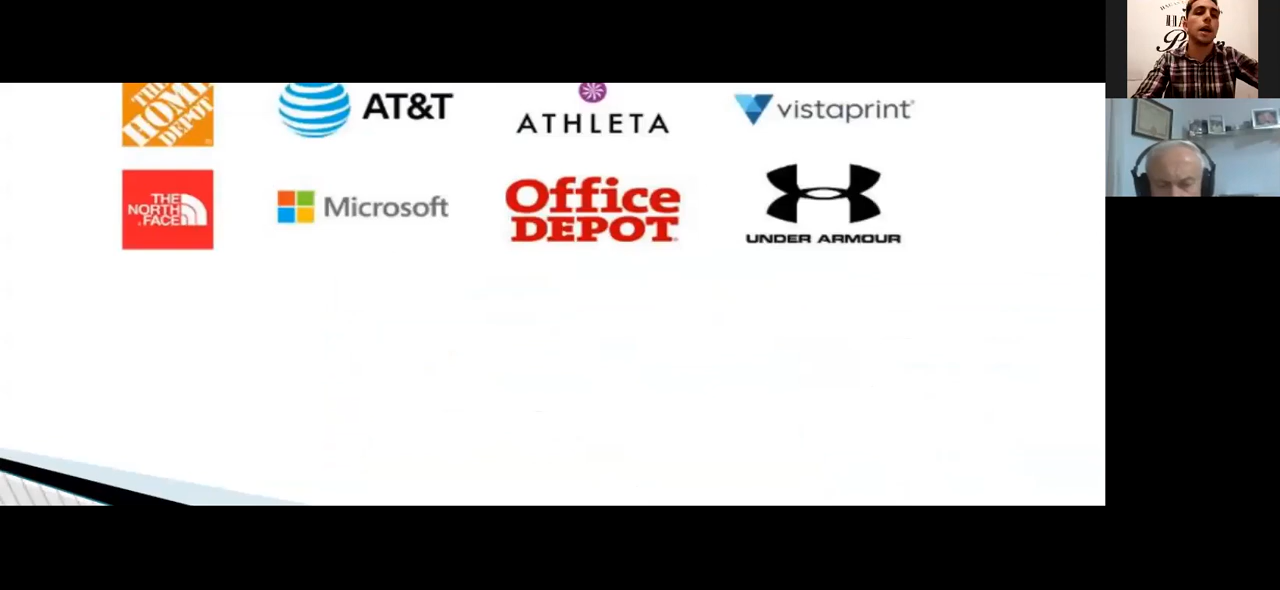 THE
HOME
DEPOT
AT&T
ATHLETA
vistaprint
THE
NORTH
FACE
Microsoft
Office
DEPOT
UNDER ARMOUR